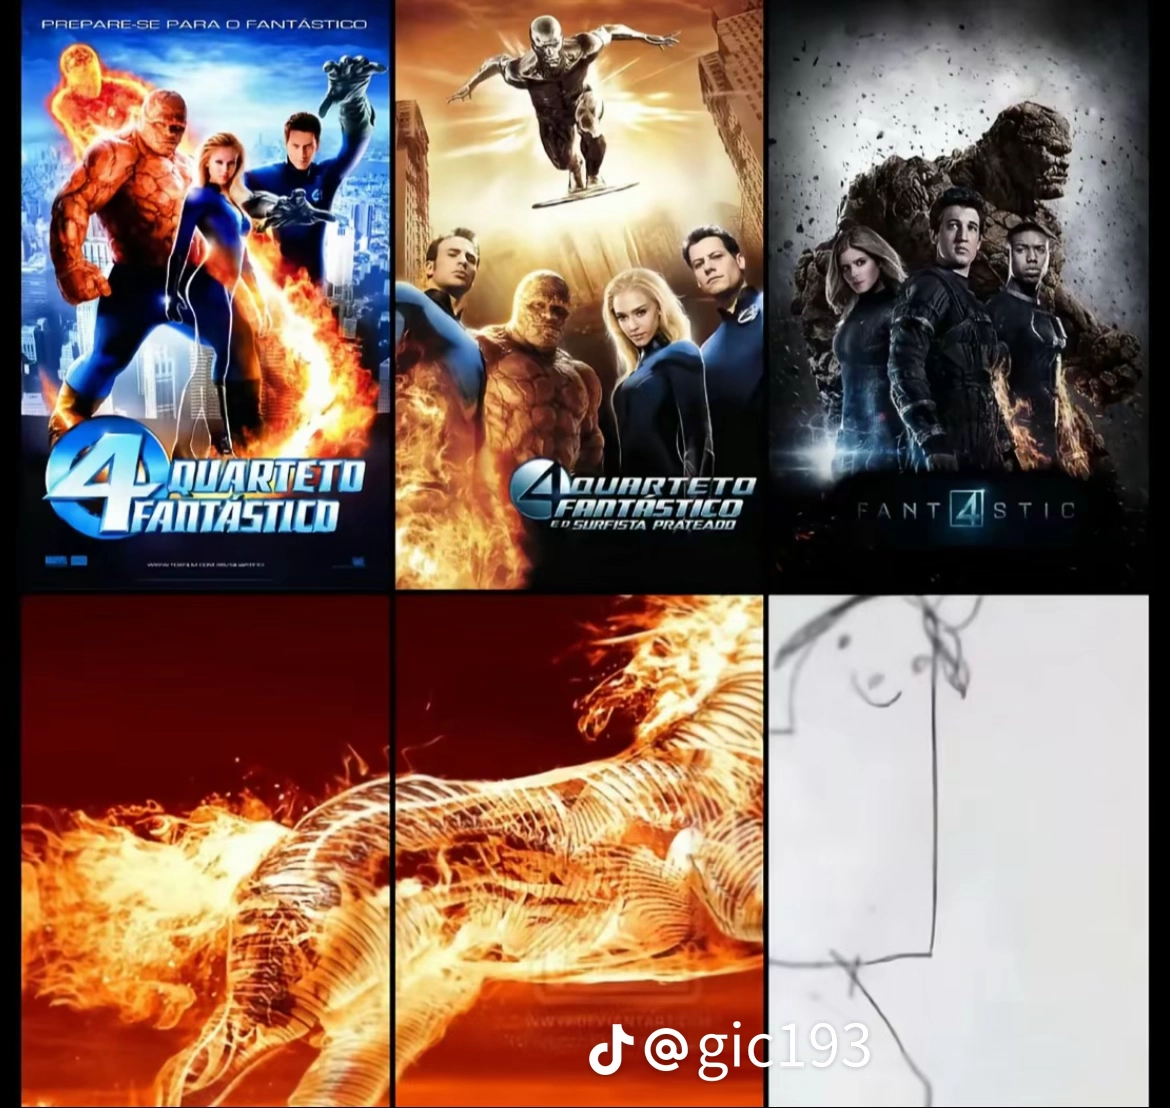 PREPARE-SE PARA O FANTÁSTICO
4 QUARTETO
FANTÁSTICO
4 QUARTETO
FANTÁSTICO
E O SURFISTA PRATEADO
FANT4STIC
@gic193